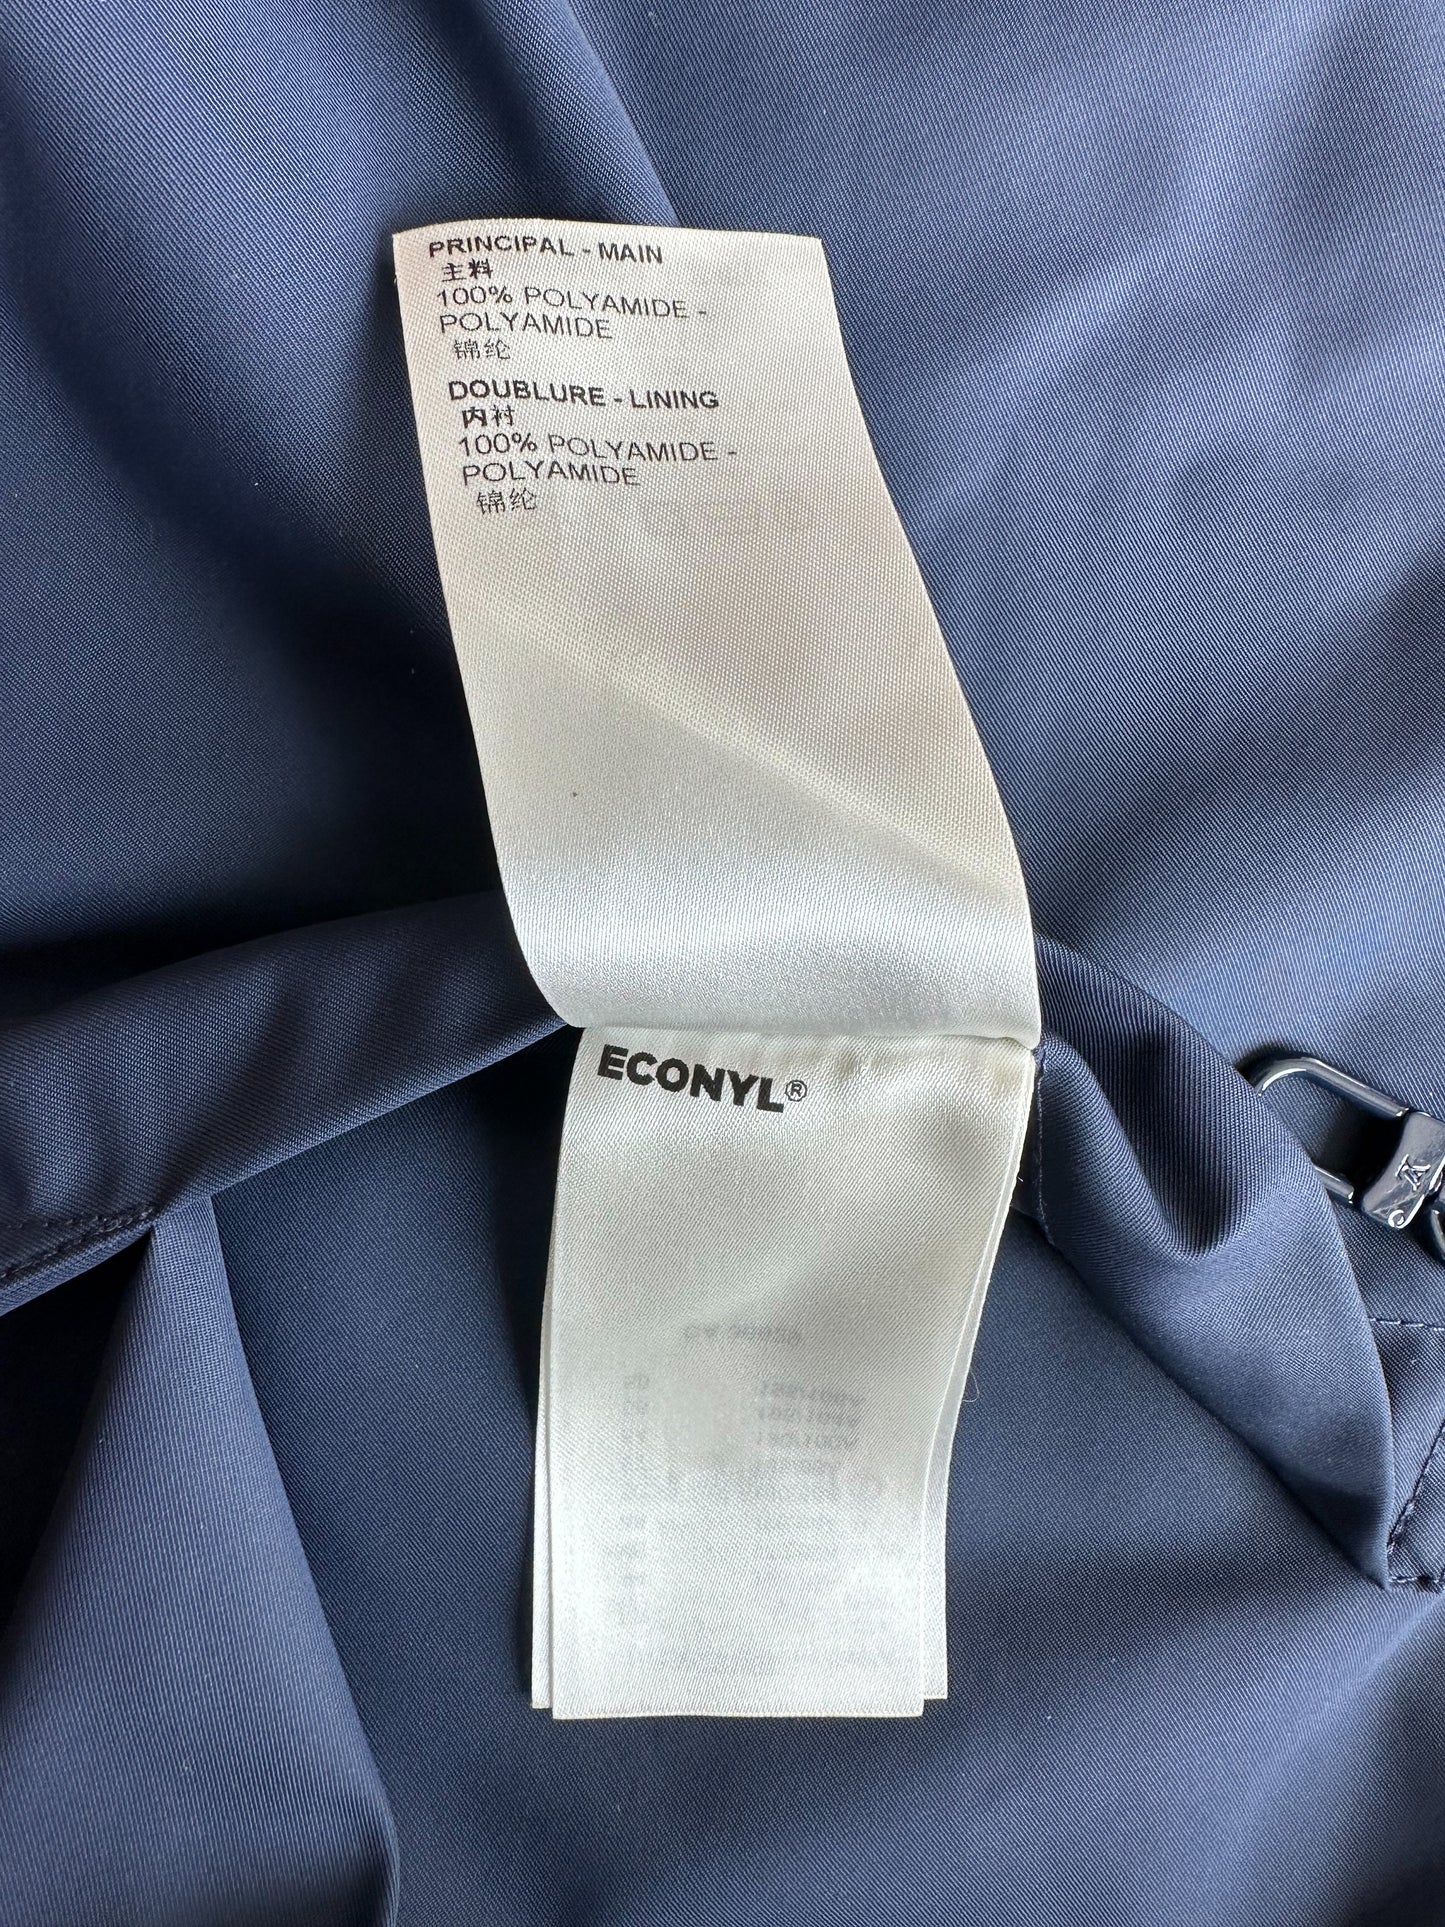 PRINCIPAL - MAIN
主料
100% POLYAMIDE -
POLYAMIDE
锦纶
DOUBLURE - LINING
内衬
100% POLYAMIDE -
POLYAMIDE
锦纶
ECONYL®